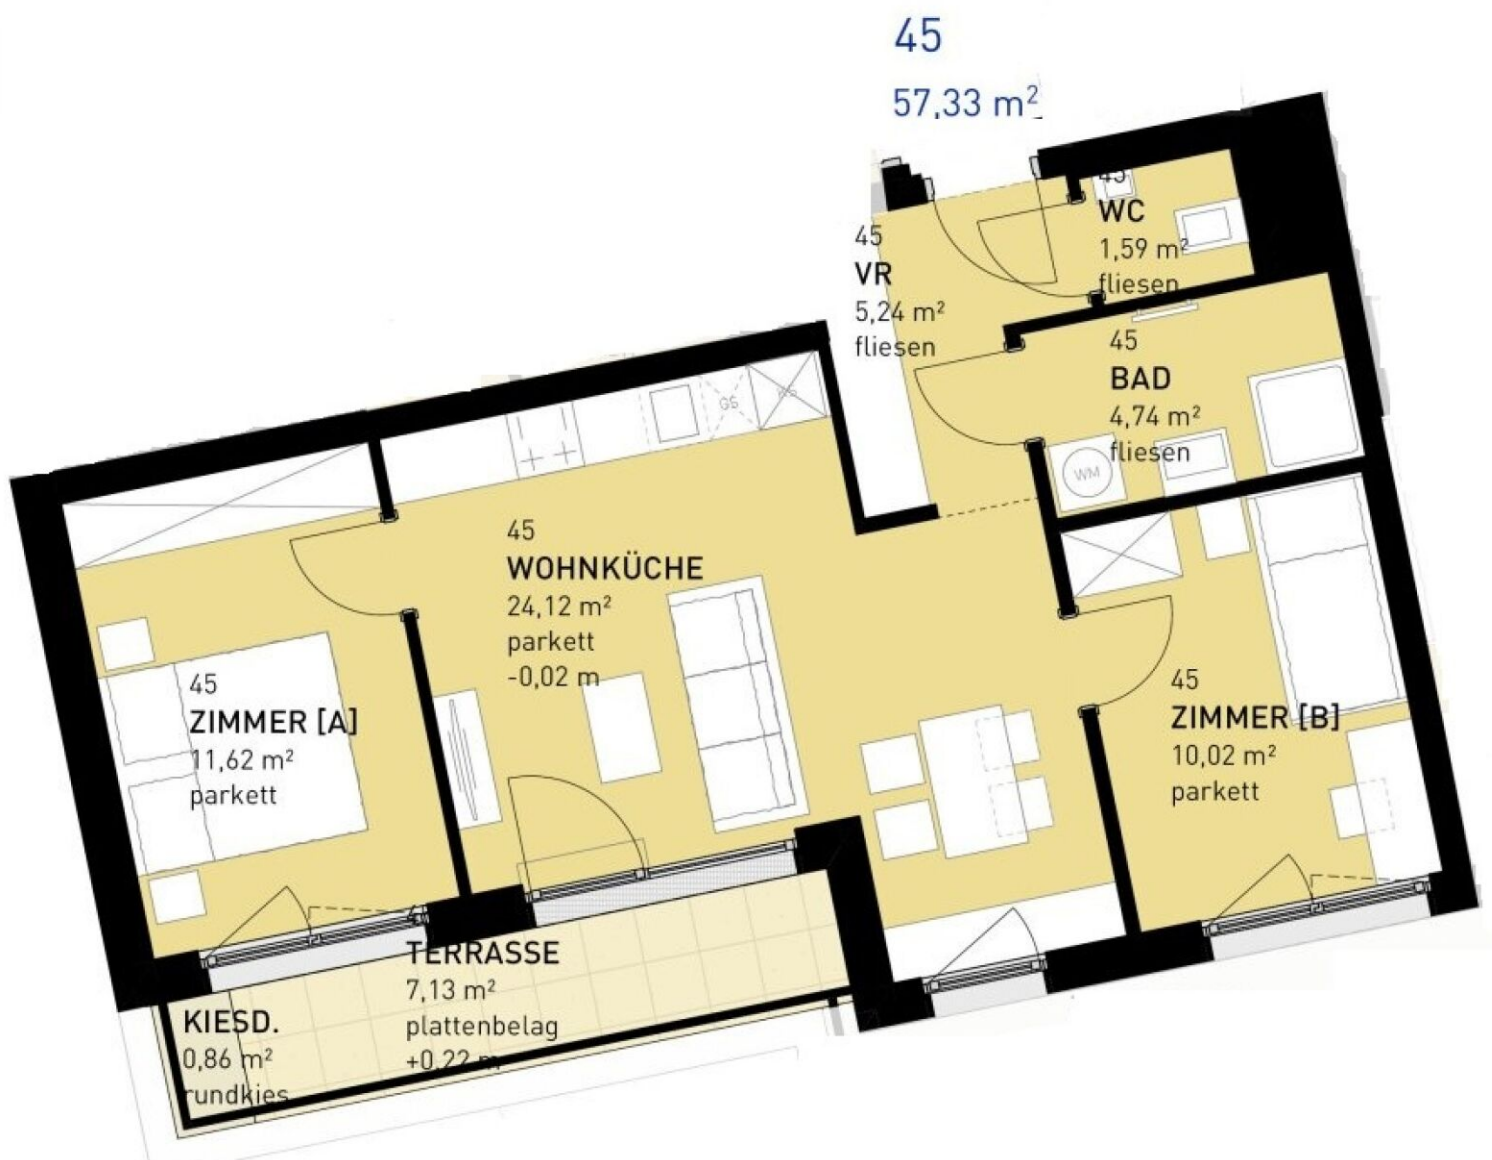 45
57,33 m²
45
WC
1,59 m²
fliesen
45
VR
5,24 m²
fliesen
45
BAD
4,74 m²
fliesen
WM
GS
KS
45
WOHNKÜCHE
24,12 m²
parkett
-0,02 m
45
ZIMMER [A]
11,62 m²
parkett
45
ZIMMER [B]
10,02 m²
parkett
TERRASSE
7,13 m²
plattenbelag
+0,22 m
KIESD.
0,86 m²
rundkies